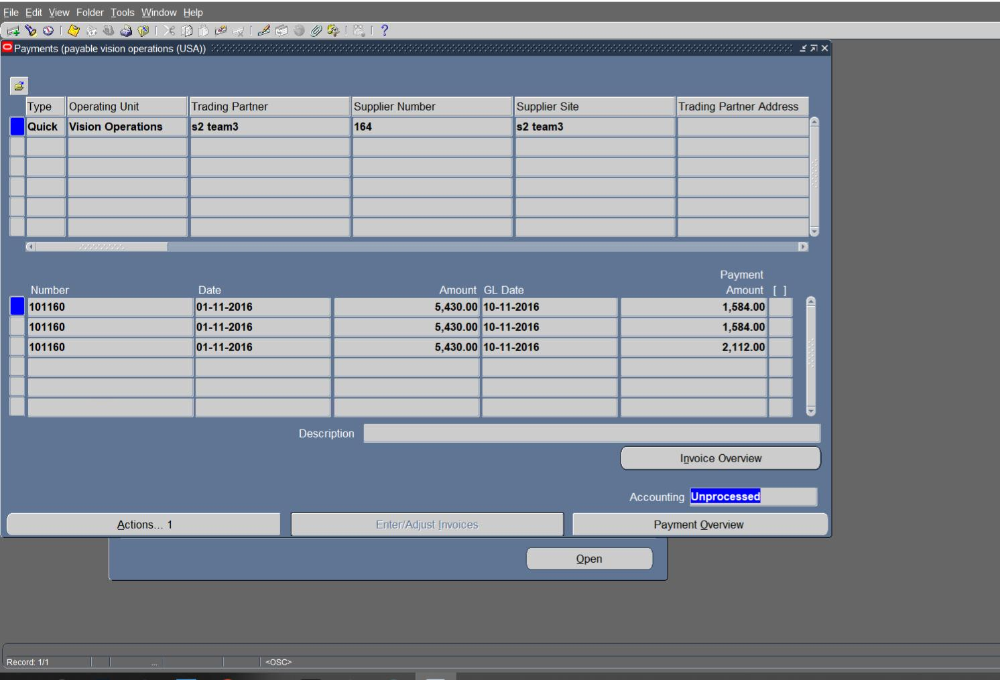 File Edit View Folder Tools Window Help
Payments (payable vision operations (USA))
Type Operating Unit Trading Partner Supplier Number Supplier Site Trading Partner Address
Quick Vision Operations s2 team3 164 s2 team3
Payment
Number Date Amount GL Date Amount [ ]
101160 01-11-2016 5,430.00 10-11-2016 1,584.00
101160 01-11-2016 5,430.00 10-11-2016 1,584.00
101160 01-11-2016 5,430.00 10-11-2016 2,112.00
Description
Invoice Overview
Accounting Unprocessed
Actions... 1 Enter/Adjust Invoices Payment Overview
Open
Record: 1/1 ... <OSC>